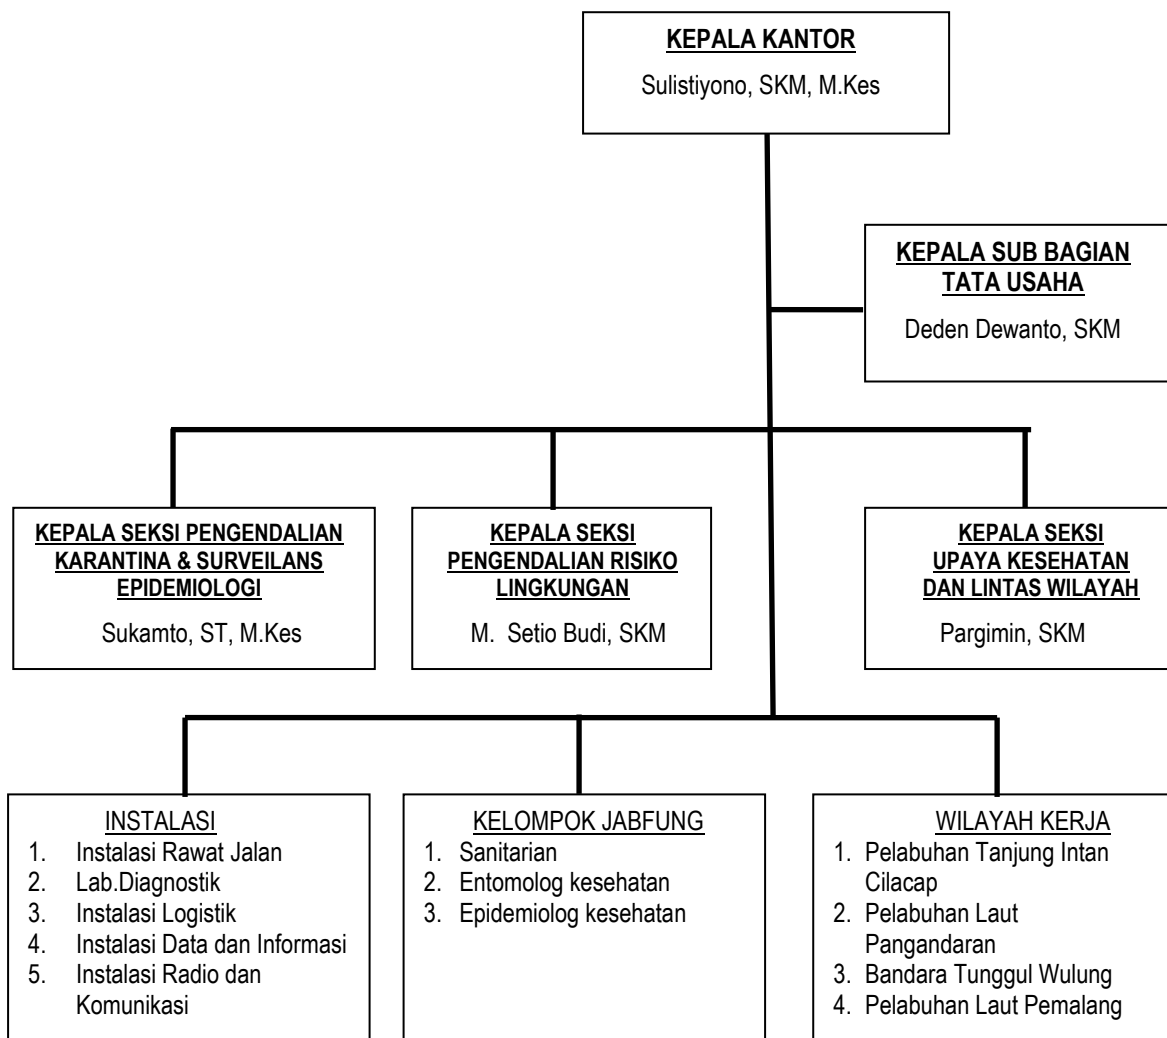 KEPALA KANTOR
Sulistiyono, SKM, M.Kes
KEPALA SUB BAGIAN
TATA USAHA
Deden Dewanto, SKM
KEPALA SEKSI PENGENDALIAN
KARANTINA & SURVEILANS
EPIDEMIOLOGI
Sukamto, ST, M.Kes
KEPALA SEKSI
PENGENDALIAN RISIKO
LINGKUNGAN
M. Setio Budi, SKM
KEPALA SEKSI
UPAYA KESEHATAN
DAN LINTAS WILAYAH
Pargimin, SKM
INSTALASI
1. Instalasi Rawat Jalan
2. Lab.Diagnostik
3. Instalasi Logistik
4. Instalasi Data dan Informasi
5. Instalasi Radio dan
Komunikasi
KELOMPOK JABFUNG
1. Sanitarian
2. Entomolog kesehatan
3. Epidemiolog kesehatan
WILAYAH KERJA
1. Pelabuhan Tanjung Intan
Cilacap
2. Pelabuhan Laut
Pangandaran
3. Bandara Tunggul Wulung
4. Pelabuhan Laut Pemalang